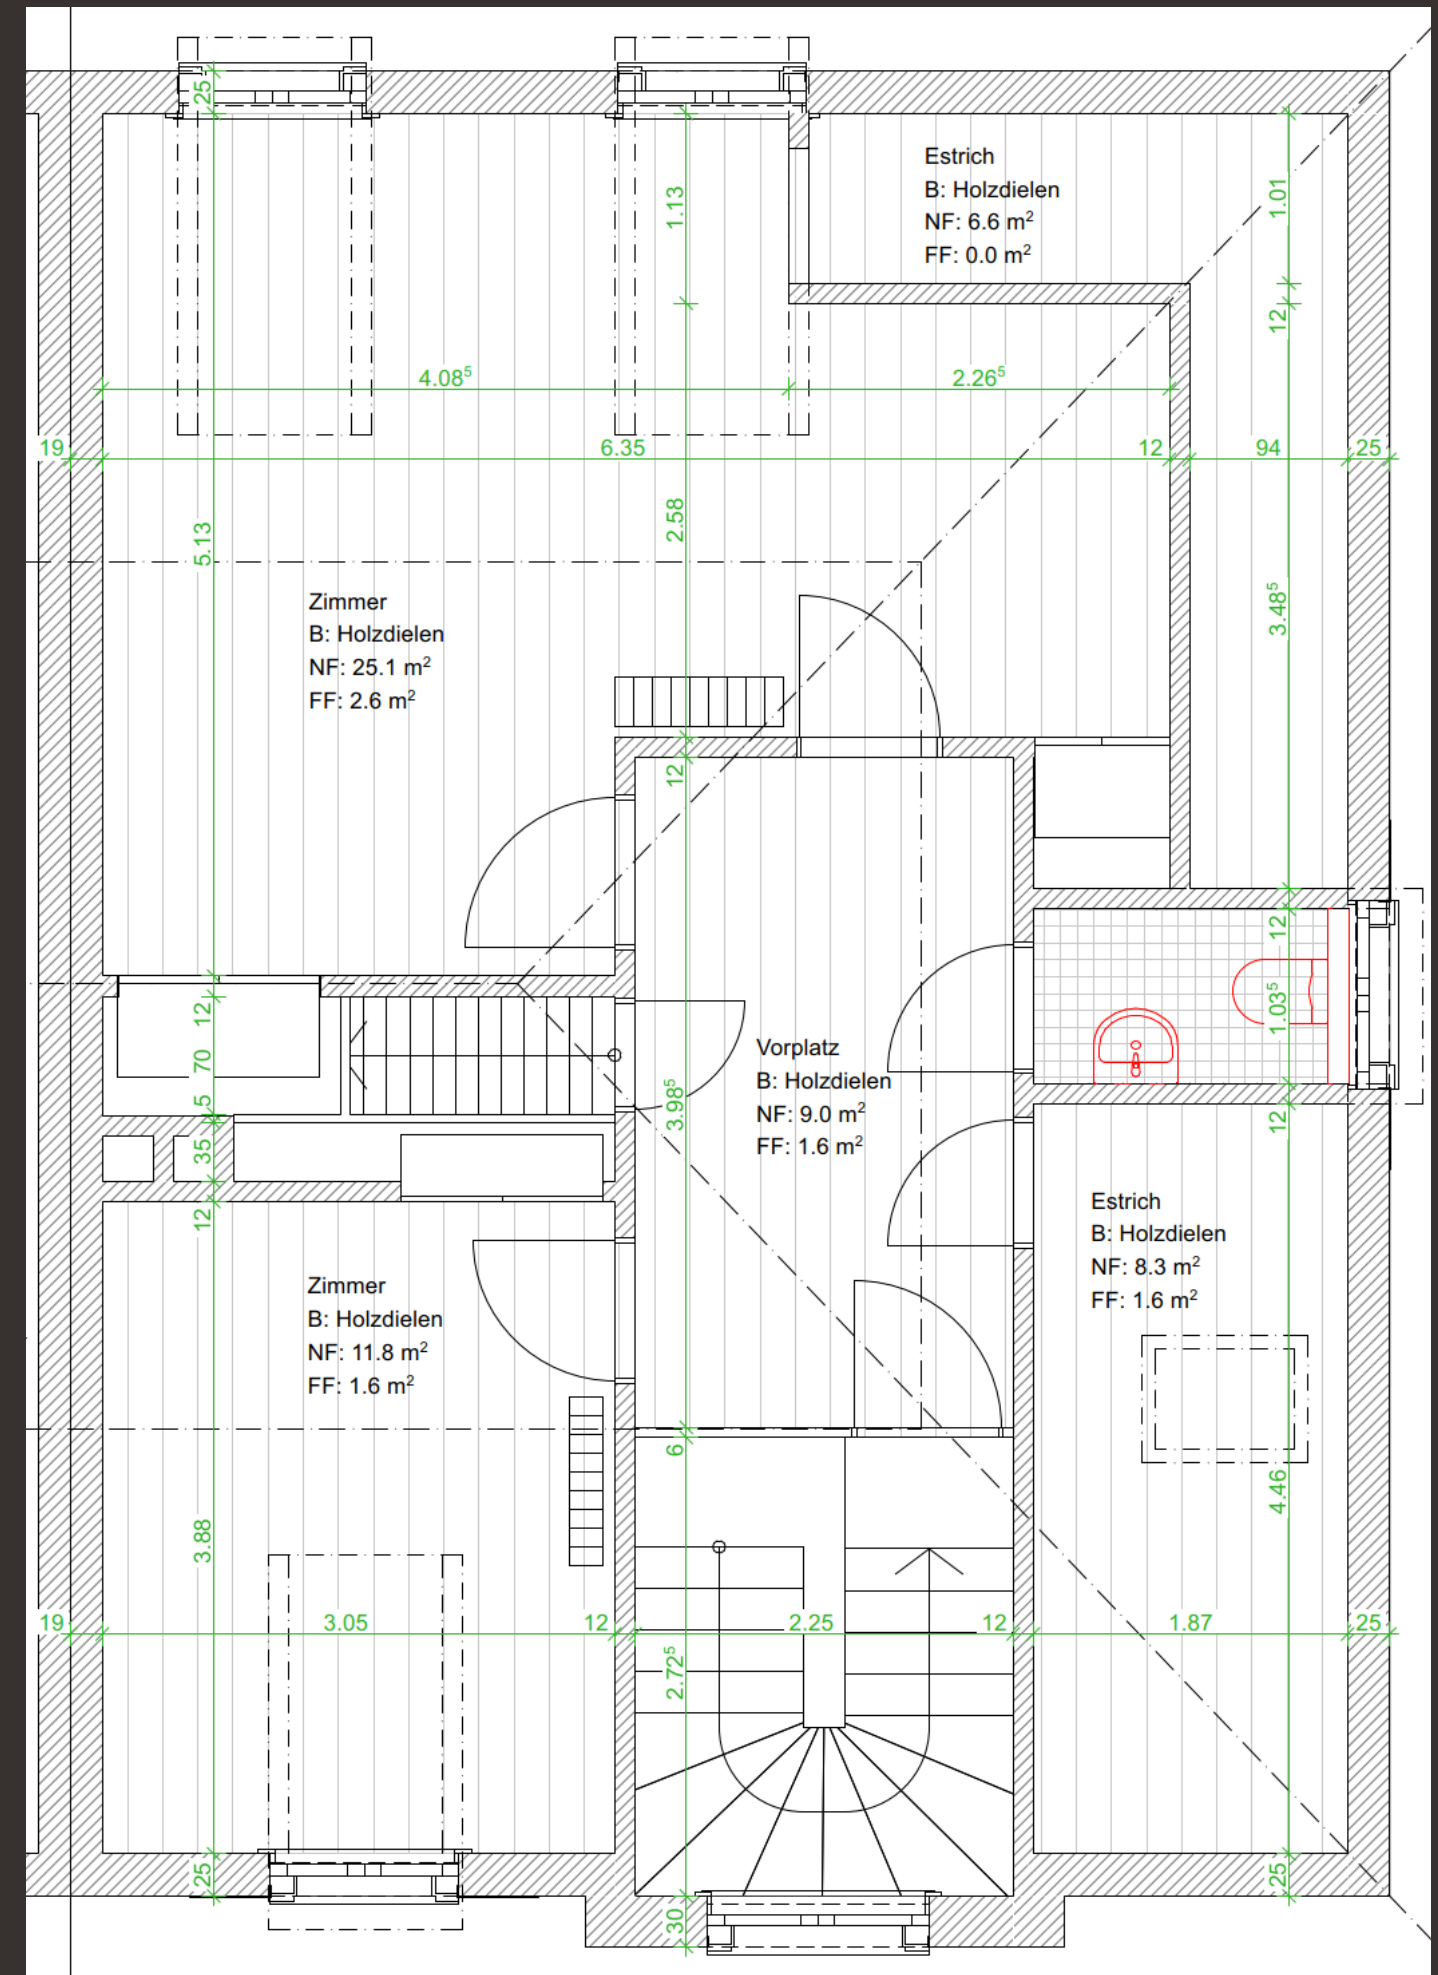 25
Estrich
B: Holzdielen
NF: 6.6 m²
FF: 0.0 m²
1.13
1.01
12
4.08⁵
2.26⁵
19
6.35
12
94
25
5.13
2.58
3.48⁵
Zimmer
B: Holzdielen
NF: 25.1 m²
FF: 2.6 m²
12
12
1.03⁵
12
12
70
5
35
12
Vorplatz
B: Holzdielen
NF: 9.0 m²
FF: 1.6 m²
3.98⁵
Estrich
B: Holzdielen
NF: 8.3 m²
FF: 1.6 m²
Zimmer
B: Holzdielen
NF: 11.8 m²
FF: 1.6 m²
6
4.46
3.88
19
3.05
12
2.25
12
1.87
25
2.72⁵
25
30
25